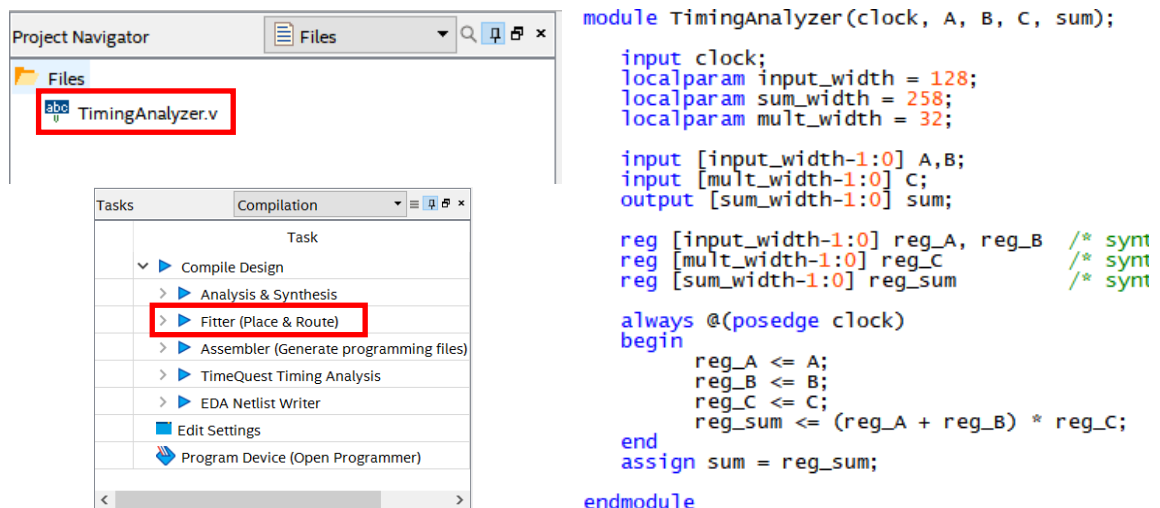 Project Navigator
Files
Files
abc
TimingAnalyzer.v
Tasks
Compilation
Task
Compile Design
Analysis & Synthesis
Fitter (Place & Route)
Assembler (Generate programming files)
TimeQuest Timing Analysis
EDA Netlist Writer
Edit Settings
Program Device (Open Programmer)
module TimingAnalyzer(clock, A, B, C, sum);
input clock;
localparam input_width = 128;
localparam sum_width = 258;
localparam mult_width = 32;
input [input_width-1:0] A,B;
input [mult_width-1:0] C;
output [sum_width-1:0] sum;
reg [input_width-1:0] reg_A, reg_B /* synt
reg [mult_width-1:0] reg_C /* synt
reg [sum_width-1:0] reg_sum /* synt
always @(posedge clock)
begin
reg_A <= A;
reg_B <= B;
reg_C <= C;
reg_sum <= (reg_A + reg_B) * reg_C;
end
assign sum = reg_sum;
endmodule